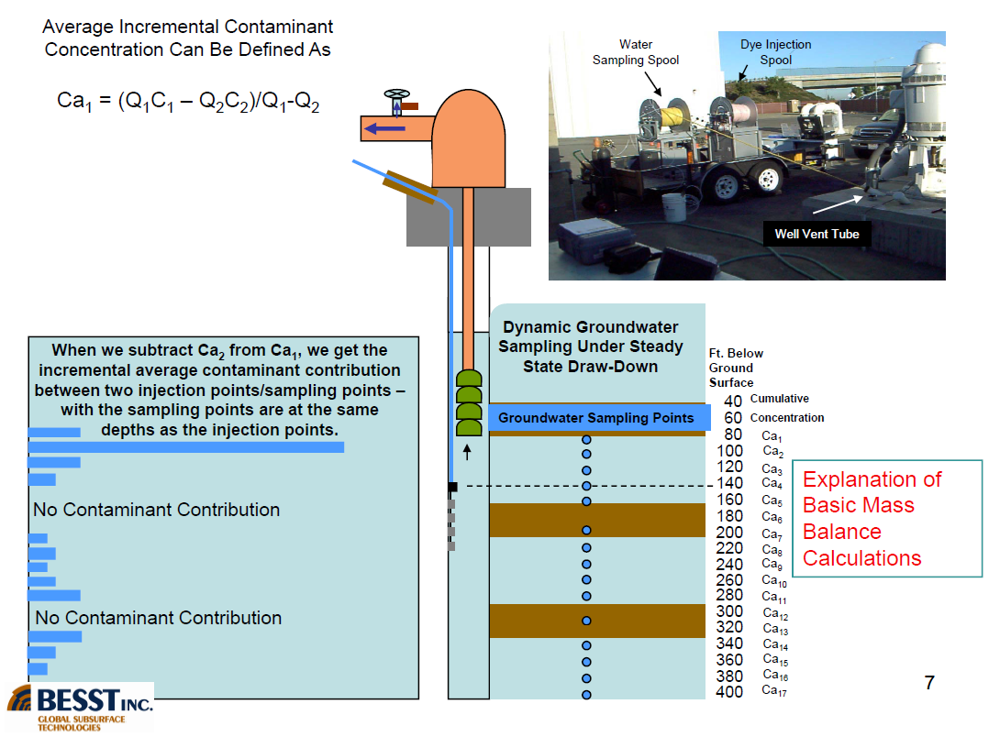 Average Incremental Contaminant
Concentration Can Be Defined As
Ca₁ = (Q₁C₁ – Q₂C₂)/Q₁-Q₂
Water
Sampling Spool
Dye Injection
Spool
Well Vent Tube
When we subtract Ca₂ from Ca₁, we get the
incremental average contaminant contribution
between two injection points/sampling points –
with the sampling points are at the same
depths as the injection points.
No Contaminant Contribution
No Contaminant Contribution
Dynamic Groundwater
Sampling Under Steady
State Draw-Down
Groundwater Sampling Points
Ft. Below
Ground
Surface
40 Cumulative
60 Concentration
80 Ca₁
100 Ca₂
120 Ca₃
140 Ca₄
160 Ca₅
180 Ca₆
200 Ca₇
220 Ca₈
240 Ca₉
260 Ca₁₀
280 Ca₁₁
300 Ca₁₂
320 Ca₁₃
340 Ca₁₄
360 Ca₁₅
380 Ca₁₆
400 Ca₁₇
Explanation of
Basic Mass
Balance
Calculations
7
BESST INC.
GLOBAL SUBSURFACE
TECHNOLOGIES